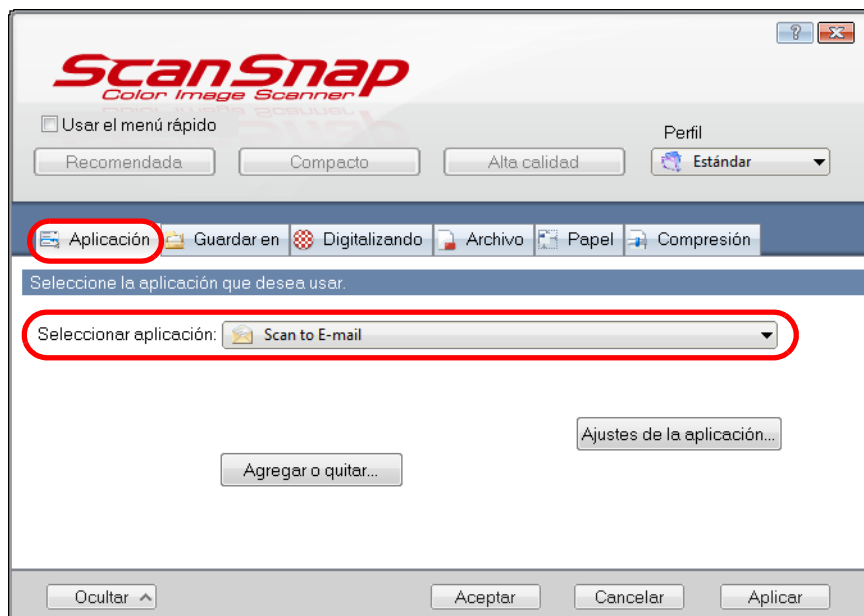 ScanSnap
Color Image Scanner
Usar el menú rápido
Perfil
Recomendada Compacto Alta calidad Estándar
Aplicación Guardar en Digitalizando Archivo Papel Compresión
Seleccione la aplicación que desea usar.
Seleccionar aplicación: Scan to E-mail
Ajustes de la aplicación...
Agregar o quitar...
Ocultar Aceptar Cancelar Aplicar